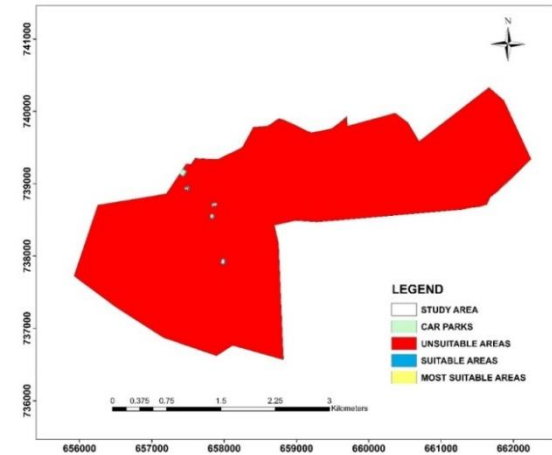 N
741000
740000
739000
738000
737000
736000
LEGEND
STUDY AREA
CAR PARKS
UNSUITABLE AREAS
SUITABLE AREAS
MOST SUITABLE AREAS
0 0.375 0.75 1.5 2.25 3
Kilometers
656000 657000 658000 659000 660000 661000 662000